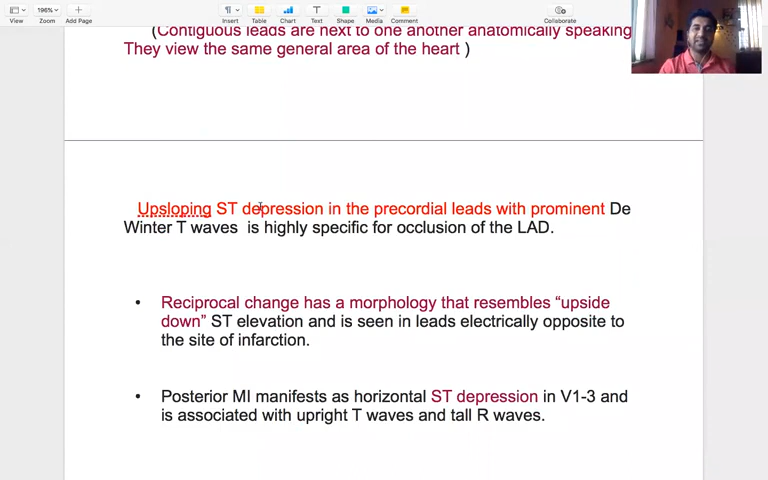 View
196%
Zoom
Add Page
Insert
Table
Chart
Text
Shape
Media
Comment
Collaborate
(Contiguous leads are next to one another anatomically speaking
They view the same general area of the heart )
Upsloping ST depression in the precordial leads with prominent De
Winter T waves is highly specific for occlusion of the LAD.
• Reciprocal change has a morphology that resembles “upside
down” ST elevation and is seen in leads electrically opposite to
the site of infarction.
• Posterior MI manifests as horizontal ST depression in V1-3 and
is associated with upright T waves and tall R waves.